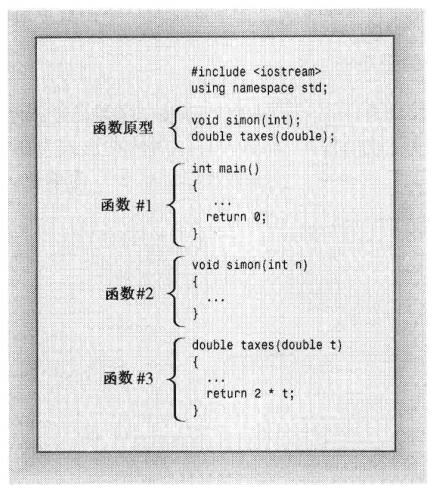 #include <iostream>
using namespace std;
函数原型
void simon(int);
double taxes(double);
函数 #1
int main()
{
...
return 0;
}
函数#2
void simon(int n)
{
...
}
函数 #3
double taxes(double t)
{
...
return 2 * t;
}